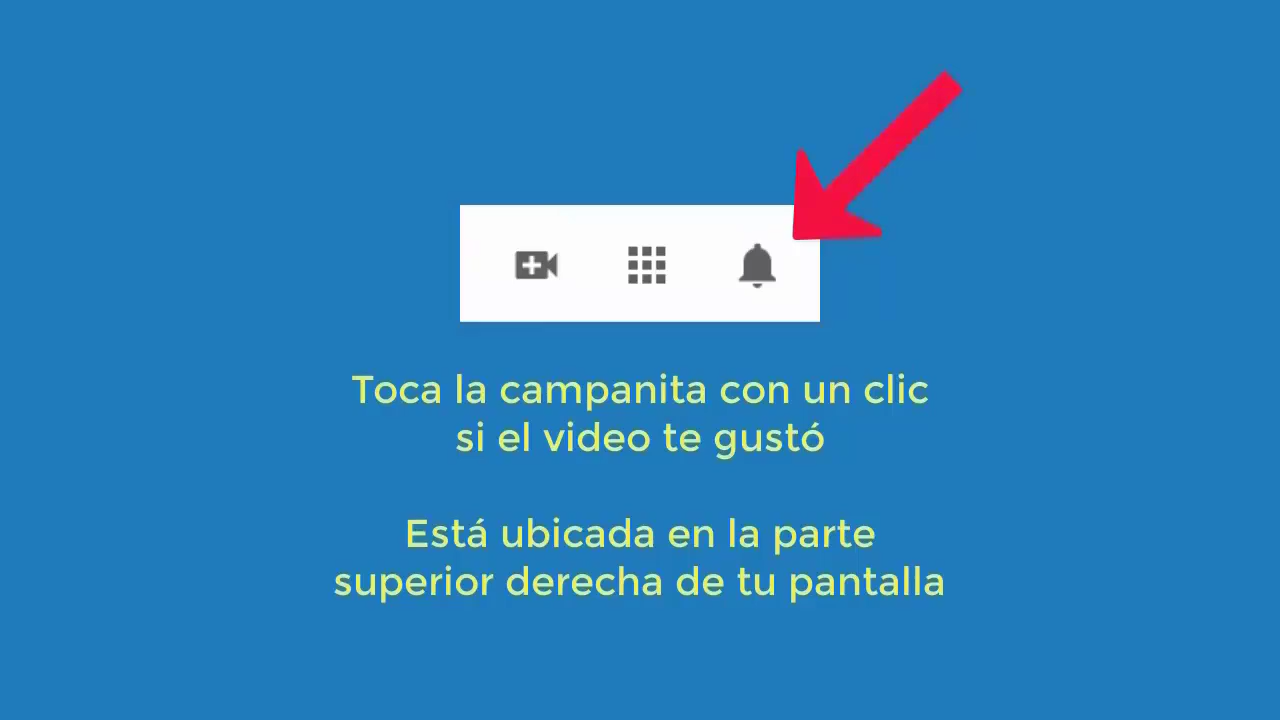 Toca la campanita con un clic
si el video te gustó
Está ubicada en la parte
superior derecha de tu pantalla